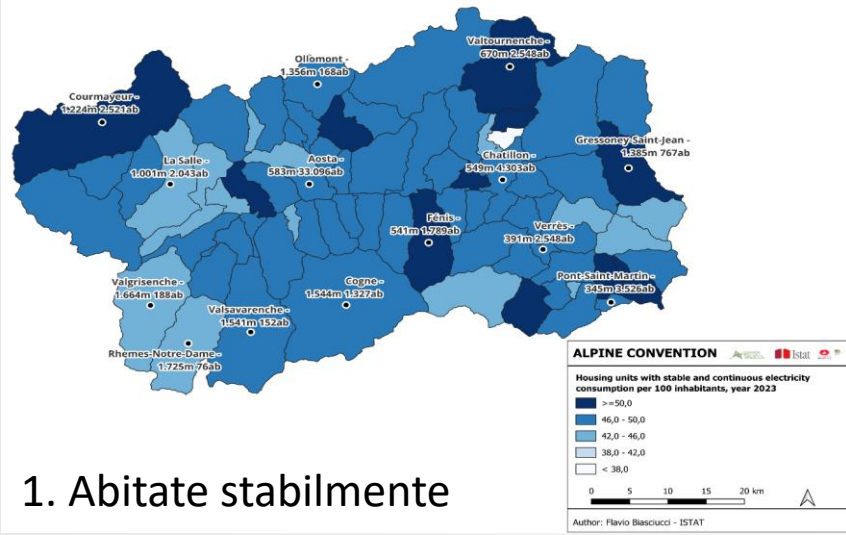 Valtournenche -
670m 2.548ab
Ollomont -
1.356m 168ab
Courmayeur -
1.224m 2.521ab
Gressoney-Saint-Jean -
1.385m 767ab
La Salle -
1.001m 2.043ab
Aosta -
583m 33.096ab
Chatillon -
549m 4.303ab
Fénis -
541m 1.789ab
Verrès -
391m 2.548ab
Pont-Saint-Martin -
345m 3.526ab
Valgrisenche -
1.664m 188ab
Cogne -
1.544m 1.327ab
Valsavarenche -
1.541m 152ab
Rhemes-Notre-Dame -
1.725m 76ab
1. Abitate stabilmente
ALPINE CONVENTION
Istat
Housing units with stable and continuous electricity
consumption per 100 inhabitants, year 2023
>=50,0
46,0 - 50,0
42,0 - 46,0
38,0 - 42,0
< 38,0
0 5 10 15 20 km
Author: Flavio Biasciucci - ISTAT